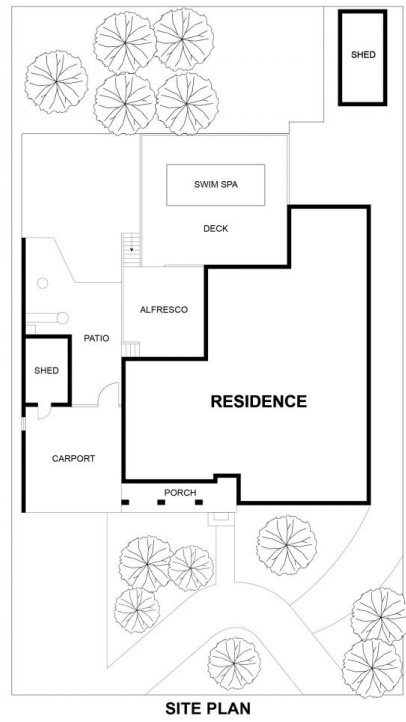 SHED
SWIM SPA
DECK
ALFRESCO
PATIO
SHED
RESIDENCE
CARPORT
PORCH
SITE PLAN